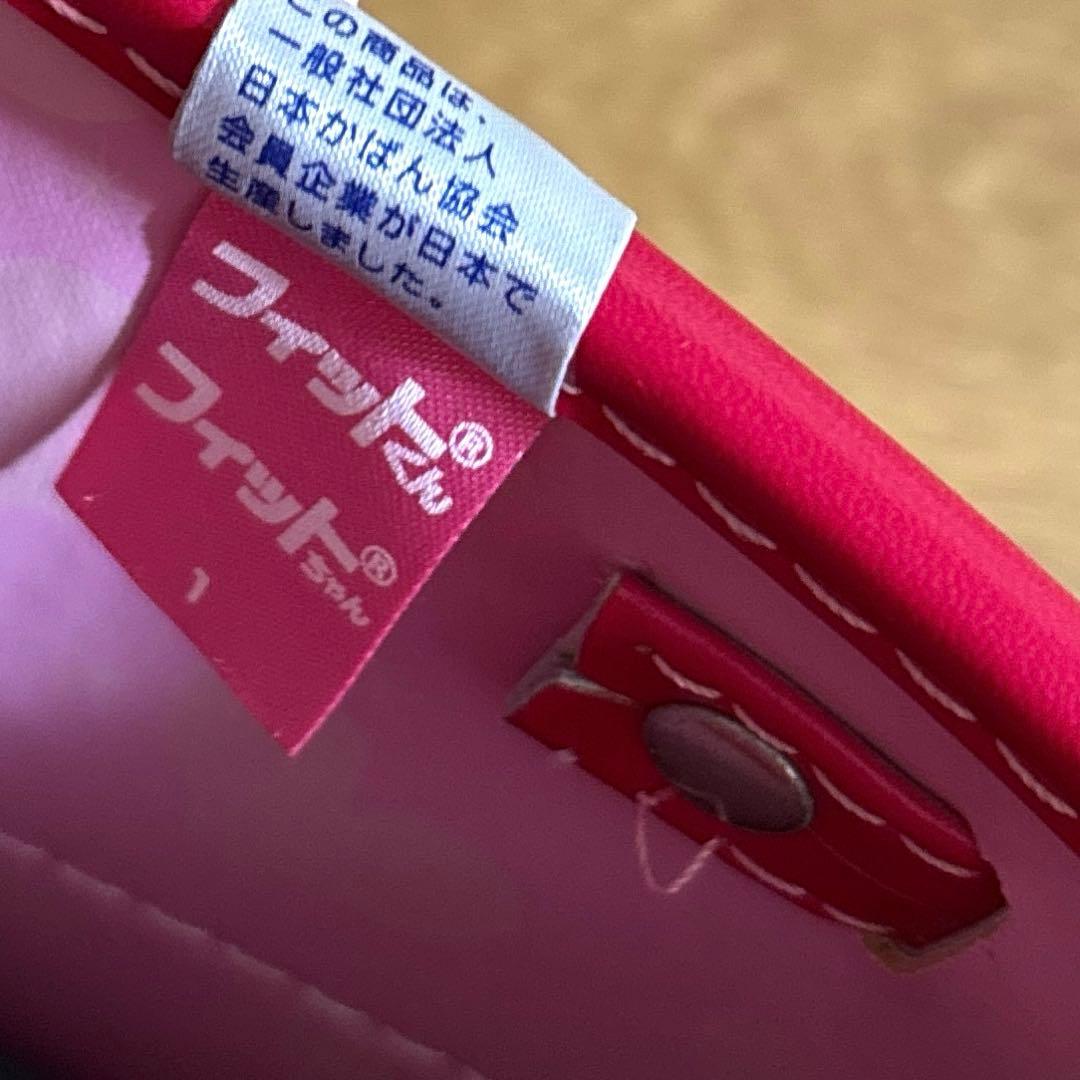 この商品は、
一般社団法人
日本かばん協会
会員企業が日本で
生産しました。
フィットくん®
フィットちゃん®
1